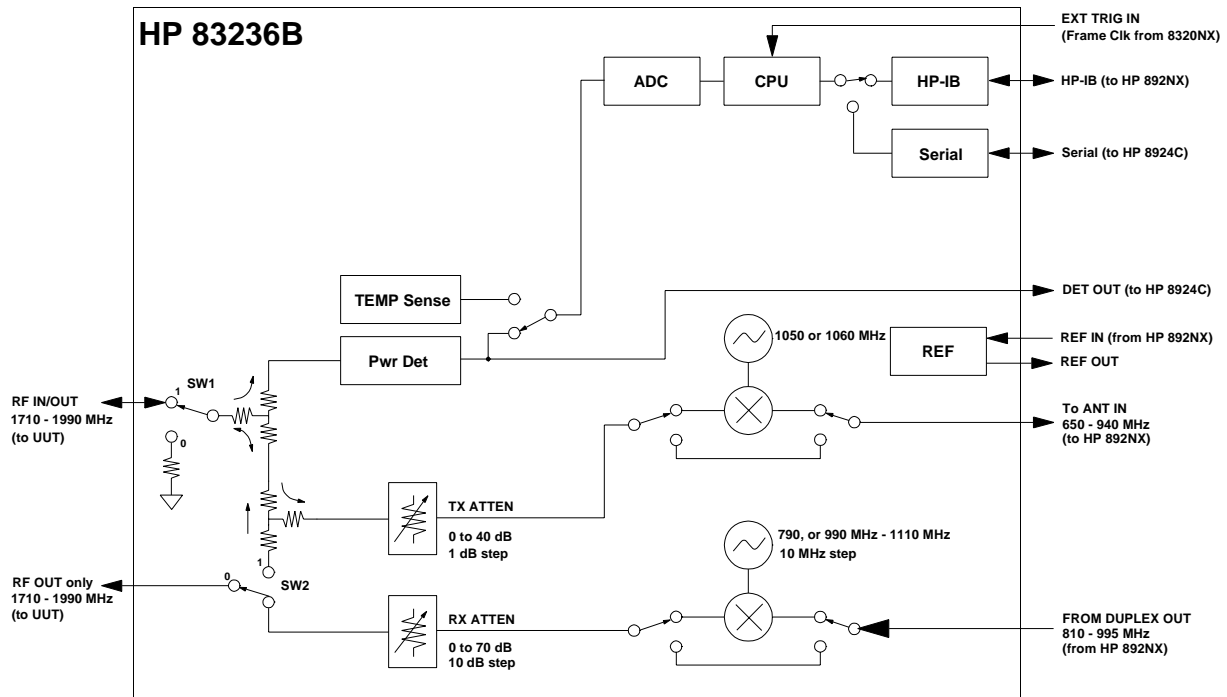 HP 83236B
EXT TRIG IN
(Frame Clk from 8320NX)
ADC
CPU
HP-IB
HP-IB (to HP 892NX)
Serial
Serial (to HP 8924C)
TEMP Sense
DET OUT (to HP 8924C)
1050 or 1060 MHz
REF
REF IN (from HP 892NX)
REF OUT
Pwr Det
RF IN/OUT
1710 - 1990 MHz
(to UUT)
1
SW1
0
To ANT IN
650 - 940 MHz
(to HP 892NX)
TX ATTEN
0 to 40 dB
1 dB step
790, or 990 MHz - 1110 MHz
10 MHz step
RF OUT only
1710 - 1990 MHz
(to UUT)
1
0
SW2
RX ATTEN
0 to 70 dB
10 dB step
FROM DUPLEX OUT
810 - 995 MHz
(from HP 892NX)